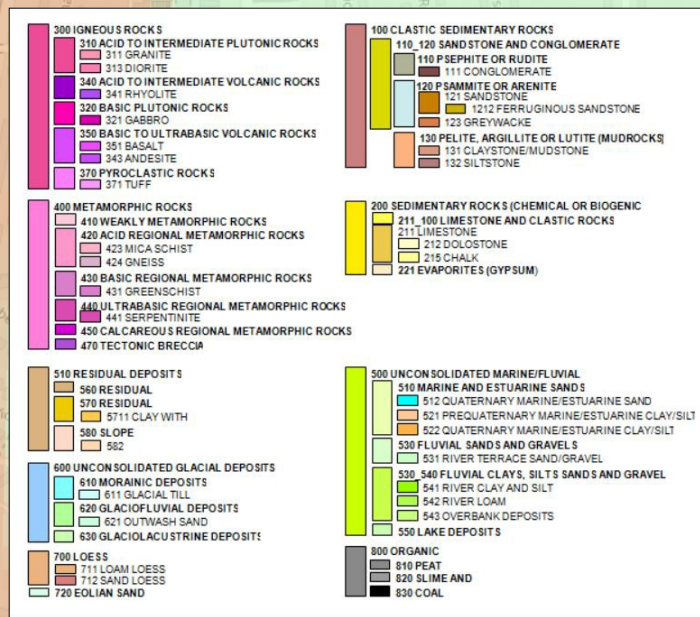 300 IGNEOUS ROCKS
310 ACID TO INTERMEDIATE PLUTONIC ROCKS
311 GRANITE
313 DIORITE
340 ACID TO INTERMEDIATE VOLCANIC ROCKS
341 RHYOLITE
320 BASIC PLUTONIC ROCKS
321 GABBRO
350 BASIC TO ULTRABASIC VOLCANIC ROCKS
351 BASALT
343 ANDESITE
370 PYROCLASTIC ROCKS
371 TUFF
400 METAMORPHIC ROCKS
410 WEAKLY METAMORPHIC ROCKS
420 ACID REGIONAL METAMORPHIC ROCKS
423 MICA SCHIST
424 GNEISS
430 BASIC REGIONAL METAMORPHIC ROCKS
431 GREENSCHIST
440 ULTRABASIC REGIONAL METAMORPHIC ROCKS
441 SERPENTINITE
450 CALCAREOUS REGIONAL METAMORPHIC ROCKS
470 TECTONIC BRECCIA
510 RESIDUAL DEPOSITS
560 RESIDUAL
570 RESIDUAL
5711 CLAY WITH
580 SLOPE
582
600 UNCONSOLIDATED GLACIAL DEPOSITS
610 MORAINIC DEPOSITS
611 GLACIAL TILL
620 GLACIOFLUVIAL DEPOSITS
621 OUTWASH SAND
630 GLACIOLACUSTRINE DEPOSITS
700 LOESS
711 LOAM LOESS
712 SAND LOESS
720 EOLIAN SAND
100 CLASTIC SEDIMENTARY ROCKS
110_120 SANDSTONE AND CONGLOMERATE
110 PSEPHITE OR RUDITE
111 CONGLOMERATE
120 PSAMMITE OR ARENITE
121 SANDSTONE
1212 FERRUGINOUS SANDSTONE
123 GREYWACKE
130 PELITE, ARGILLITE OR LUTITE (MUDROCKS)
131 CLAYSTONE/MUDSTONE
132 SILTSTONE
200 SEDIMENTARY ROCKS (CHEMICAL OR BIOGENIC
211_100 LIMESTONE AND CLASTIC ROCKS
211 LIMESTONE
212 DOLOSTONE
215 CHALK
221 EVAPORITES (GYPSUM)
500 UNCONSOLIDATED MARINE/FLUVIAL
510 MARINE AND ESTUARINE SANDS
512 QUATERNARY MARINE/ESTUARINE SAND
521 PREQUATERNARY MARINE/ESTUARINE CLAY/SILT
522 QUATERNARY MARINE/ESTUARINE CLAY/SILT
530 FLUVIAL SANDS AND GRAVELS
531 RIVER TERRACE SAND/GRAVEL
530_540 FLUVIAL CLAYS, SILTS SANDS AND GRAVEL
541 RIVER CLAY AND SILT
542 RIVER LOAM
543 OVERBANK DEPOSITS
550 LAKE DEPOSITS
800 ORGANIC
810 PEAT
820 SLIME AND
830 COAL